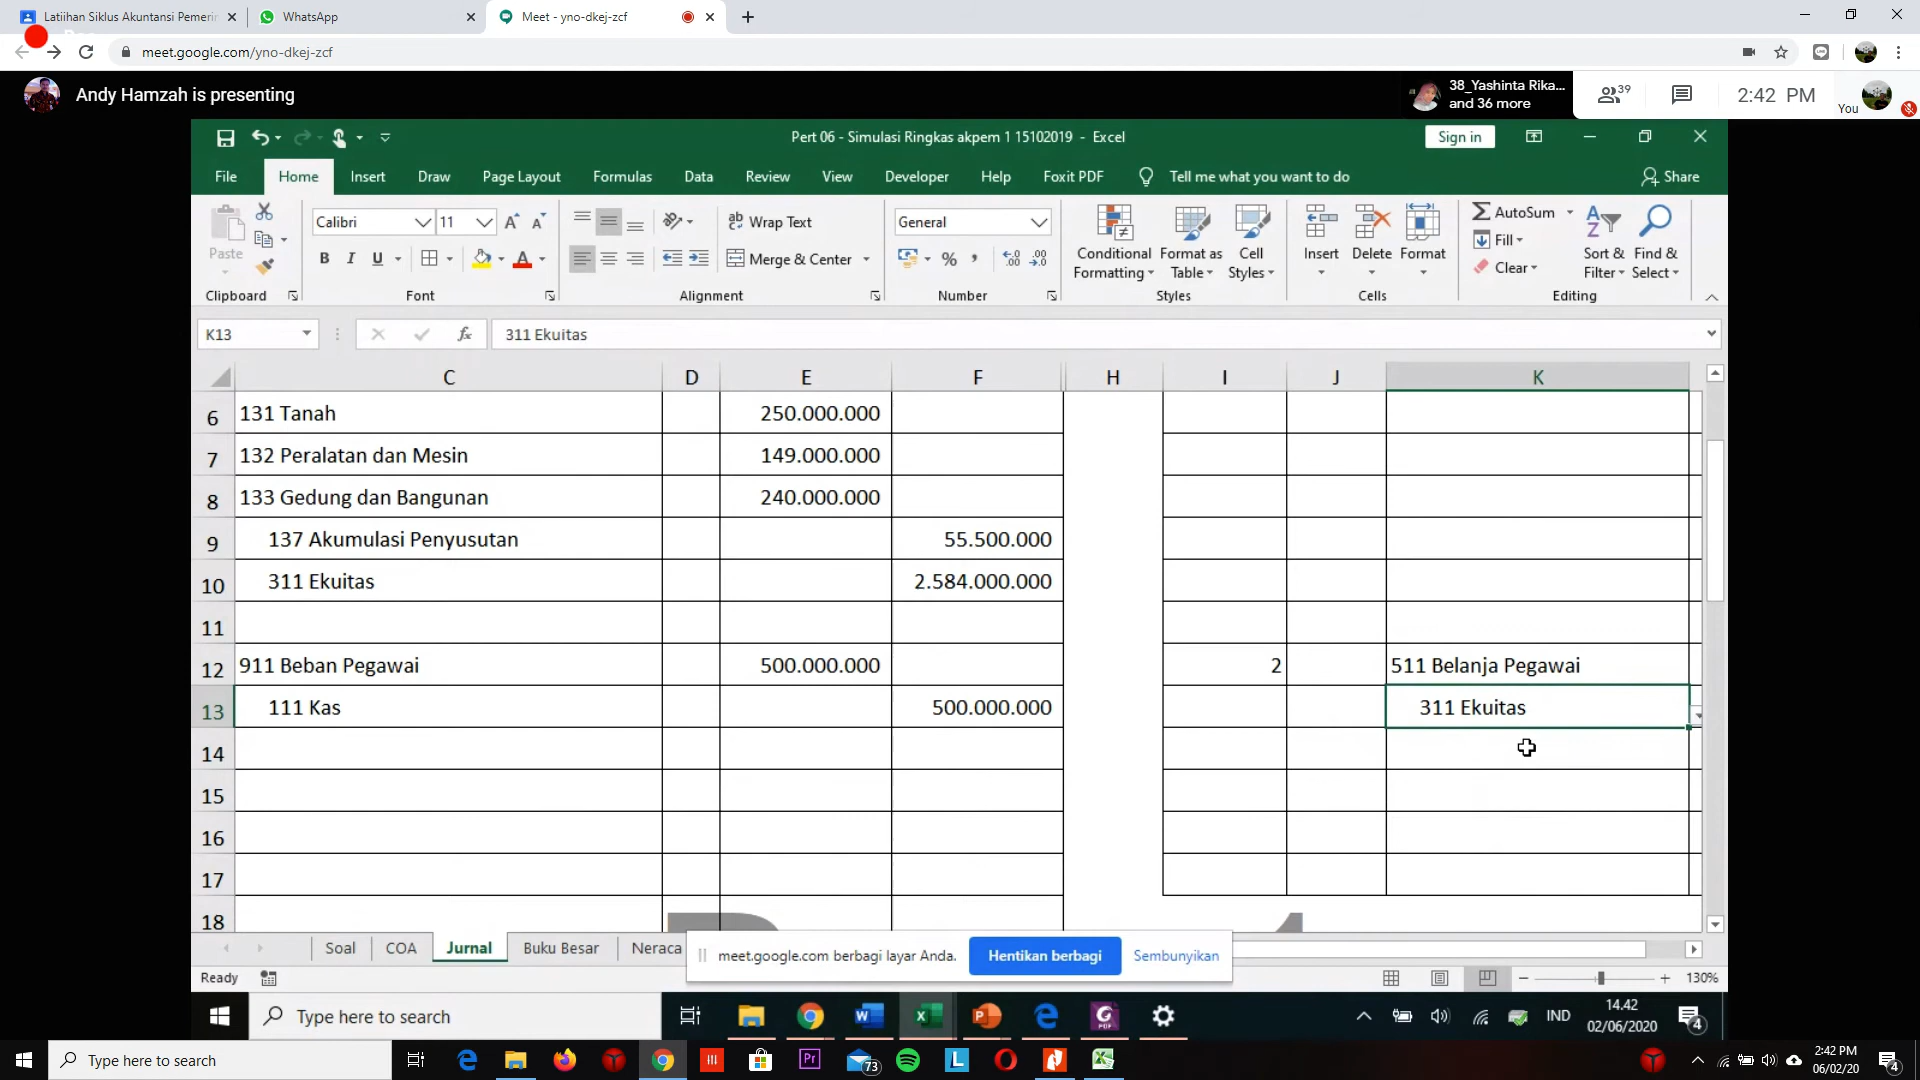 Latiihan Siklus Akuntansi Pemerin
WhatsApp
Meet - yno-dkej-zcf
meet.google.com/yno-dkej-zcf
Andy Hamzah is presenting
38_Yashinta Rika...
and 36 more
39
2:42 PM
You
Pert 06 - Simulasi Ringkas akpem 1 15102019 - Excel
Sign in
File Home Insert Draw Page Layout Formulas Data Review View Developer Help Foxit PDF Tell me what you want to do Share
Paste
Calibri 11
Wrap Text
General
Conditional Formatting
Format as Table
Cell Styles
Insert Delete Format
AutoSum
Fill
Clear
Sort & Filter
Find & Select
B I U
Merge & Center
Clipboard Font Alignment Number Styles Cells Editing
K13 fx 311 Ekuitas
C D E F H I J K
6 131 Tanah 250.000.000
7 132 Peralatan dan Mesin 149.000.000
8 133 Gedung dan Bangunan 240.000.000
9 137 Akumulasi Penyusutan 55.500.000
10 311 Ekuitas 2.584.000.000
11
12 911 Beban Pegawai 500.000.000 2 511 Belanja Pegawai
13 111 Kas 500.000.000 311 Ekuitas
14
15
16
17
18
Soal COA Jurnal Buku Besar Neraca
meet.google.com berbagi layar Anda. Hentikan berbagi Sembunyikan
Ready 130%
Type here to search
IND
14.42
02/06/2020
4
Type here to search
Pr
73
2:42 PM
06/02/20
4